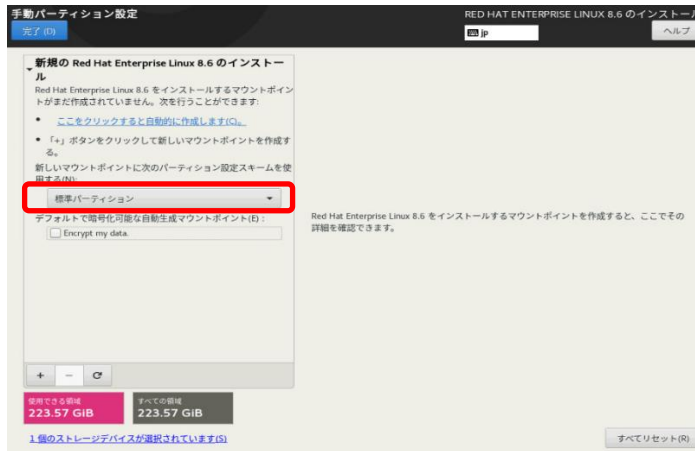 手動パーティション設定
完了(D)
RED HAT ENTERPRISE LINUX 8.6 のインストール
jp
ヘルプ
新規の Red Hat Enterprise Linux 8.6 のインストー
ル
Red Hat Enterprise Linux 8.6 をインストールするマウントポイン
トがまだ作成されていません。次を行うことができます:
• ここをクリックすると自動的に作成します(C)。
• 「+」ボタンをクリックして新しいマウントポイントを作成す
る。
新しいマウントポイントに次のパーティション設定スキームを使
用する(N):
標準パーティション
デフォルトで暗号化可能な自動生成マウントポイント(E):
Encrypt my data.
Red Hat Enterprise Linux 8.6 をインストールするマウントポイントを作成すると、ここでその
詳細を確認できます。
+ −
使用できる領域
223.57 GiB
すべての領域
223.57 GiB
1 個のストレージデバイスが選択されています(S)
すべてリセット(R)